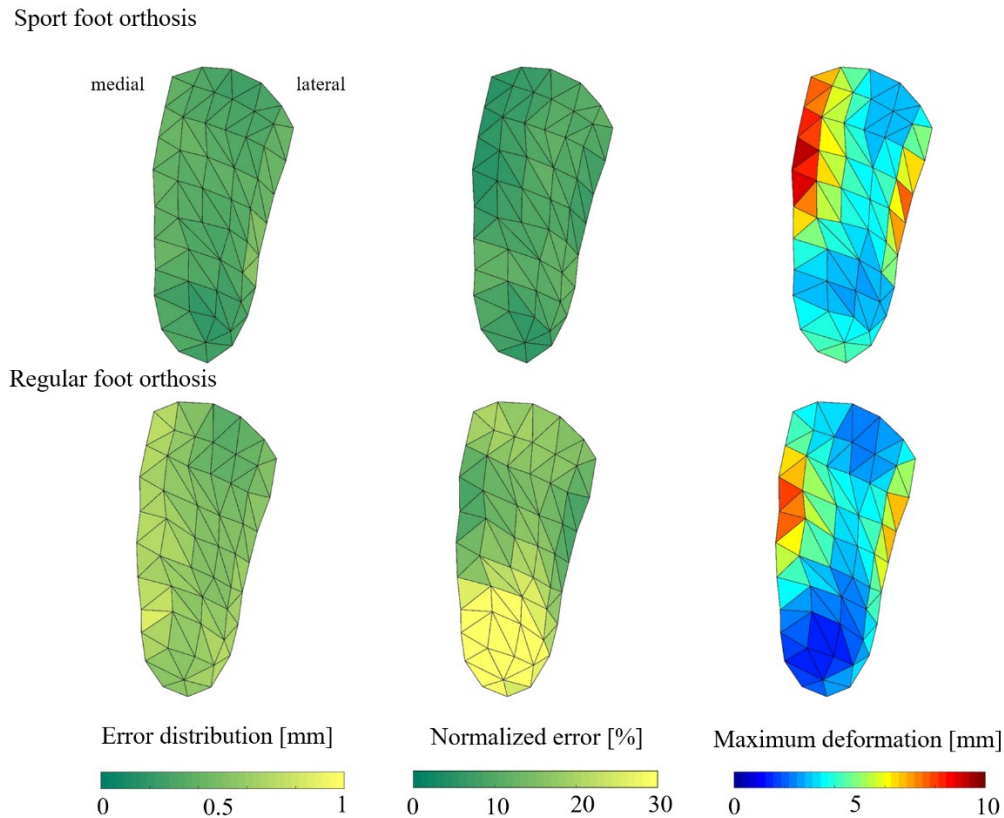 Sport foot orthosis
medial lateral
Regular foot orthosis
Error distribution [mm] Normalized error [%] Maximum deformation [mm]
0 0.5 1 0 10 20 30 0 5 10